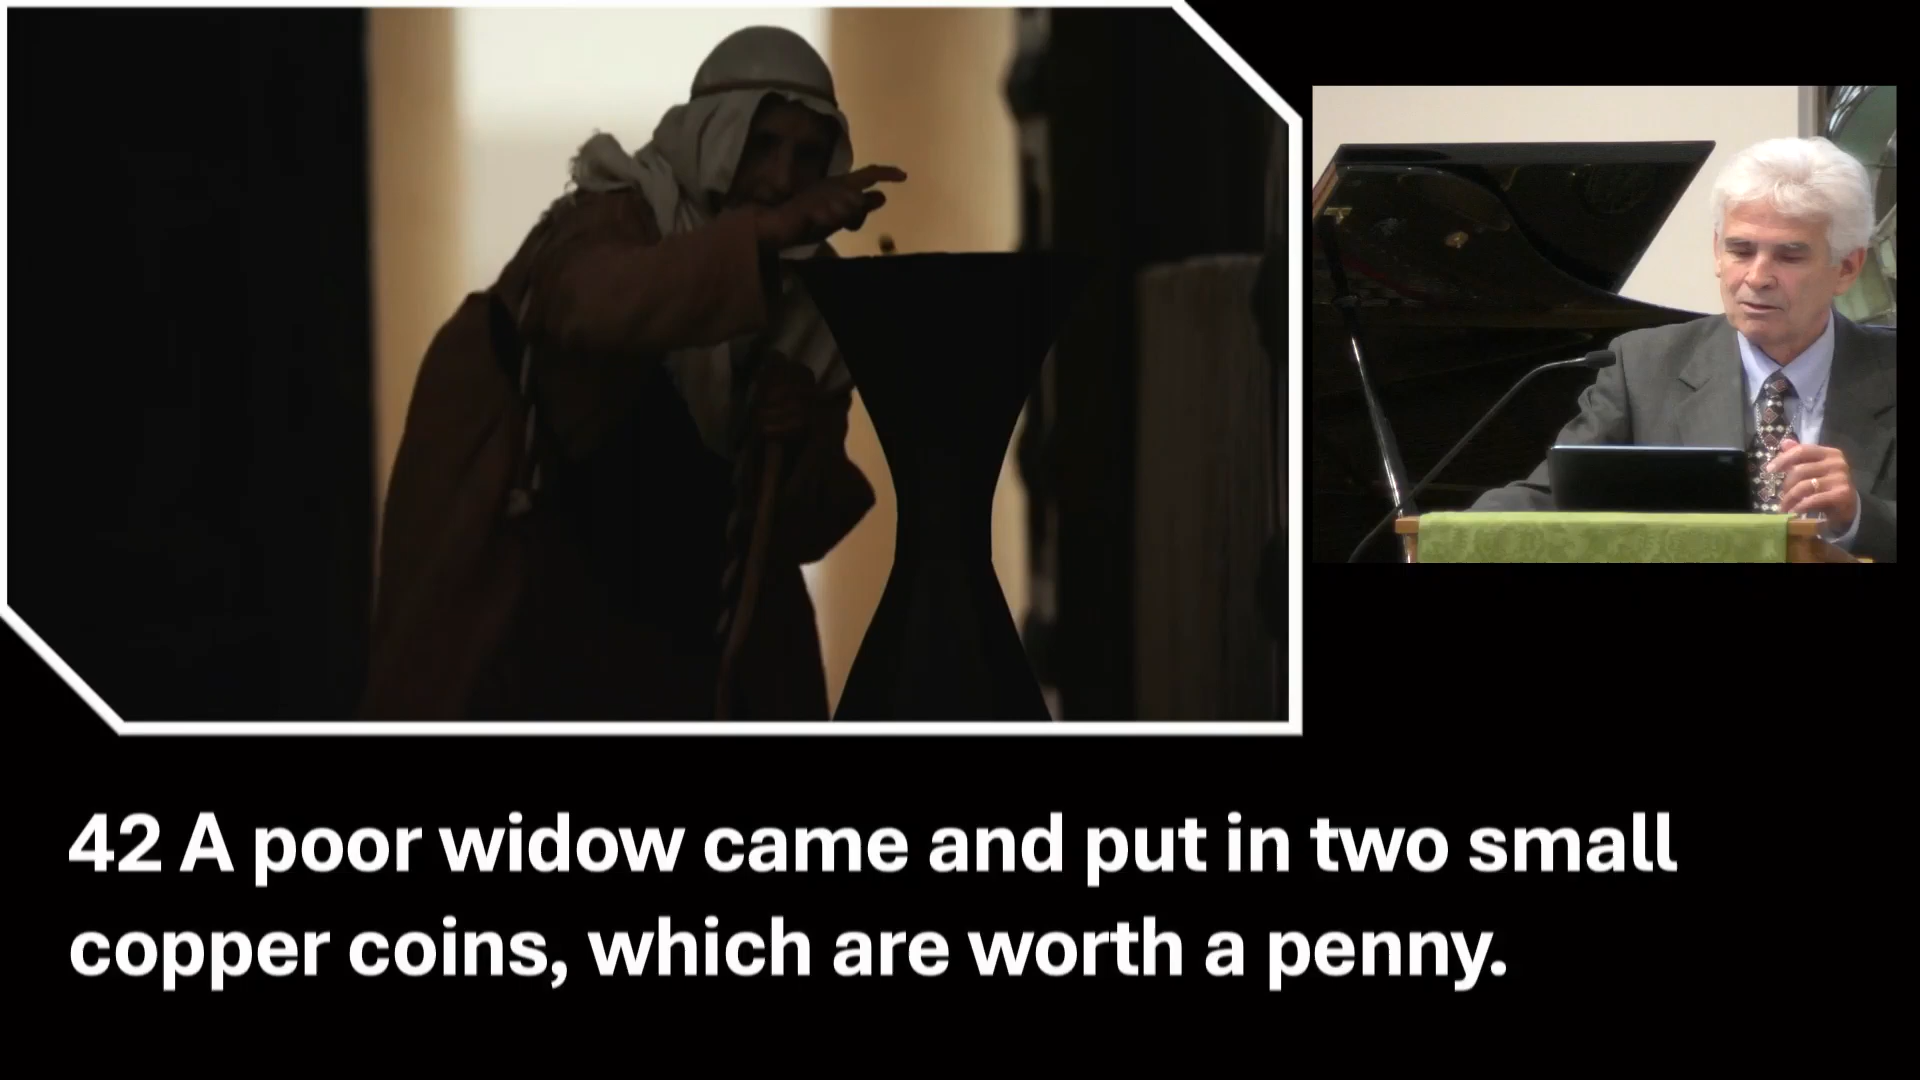 42 A poor widow came and put in two small
copper coins, which are worth a penny.